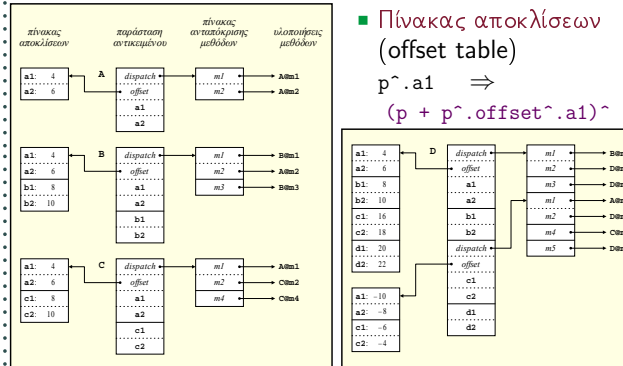 Πίνακας αποκλίσεων
(offset table)
p^.a1 ⇒
(p + p^.offset^.a1)^
πίνακας αποκλίσεων
παράσταση αντικειμένου
πίνακας ανταπόκρισης μεθόδων
υλοποιήσεις μεθόδων
a1: 4 A dispatch m1 A@m1
a2: 6 offset m2 A@m2
a1
a2
a1: 4 B dispatch m1 B@m1
a2: 6 offset m2 A@m2
b1: 8 a1 m3 B@m3
b2: 10 a2
b1
b2
a1: 4 C dispatch m1 A@m1
a2: 6 offset m2 C@m2
c1: 8 a1 m4 C@m4
c2: 10 a2
c1
c2
a1: 4 D dispatch m1
a2: 6 offset m2
b1: 8 a1 m3
b2: 10 a2 m1
c1: 16 b1 m2
c2: 18 b2 m4
d1: 20 dispatch m5
d2: 22 offset
c1
a1: −10 c2
a2: −8 d1
c1: −6 d2
c2: −4